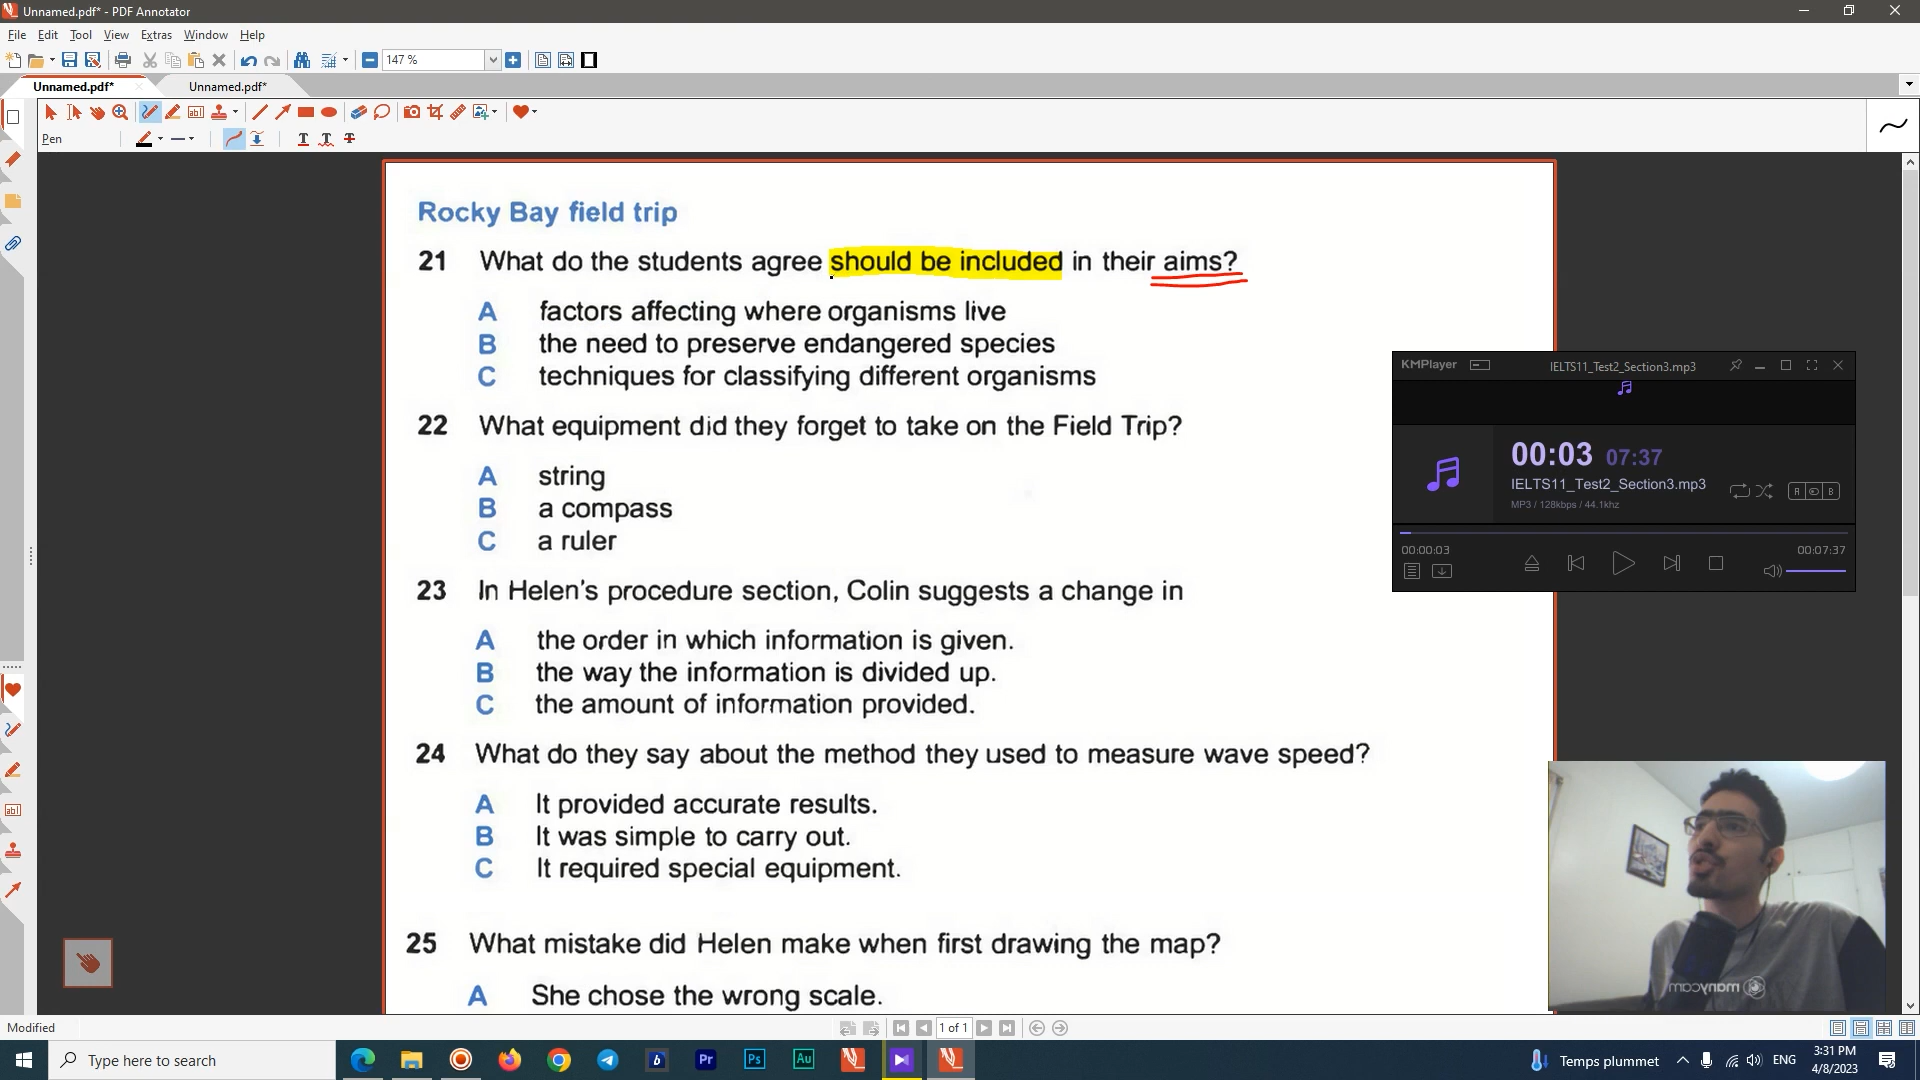 Unnamed.pdf* - PDF Annotator
File Edit Tool View Extras Window Help
147 %
Unnamed.pdf* Unnamed.pdf*
Pen
Rocky Bay field trip
21 What do the students agree should be included in their aims?
A factors affecting where organisms live
B the need to preserve endangered species
C techniques for classifying different organisms
22 What equipment did they forget to take on the Field Trip?
A string
B a compass
C a ruler
23 In Helen's procedure section, Colin suggests a change in
A the order in which information is given.
B the way the information is divided up.
C the amount of information provided.
24 What do they say about the method they used to measure wave speed?
A It provided accurate results.
B It was simple to carry out.
C It required special equipment.
25 What mistake did Helen make when first drawing the map?
A She chose the wrong scale.
KMPlayer IELTS11_Test2_Section3.mp3
00:03 07:37
IELTS11_Test2_Section3.mp3
MP3 / 128kbps / 44.1khz
00:00:03 00:07:37
manycam
Modified
1 of 1
Type here to search
Temps plummet
ENG
3:31 PM
4/8/2023